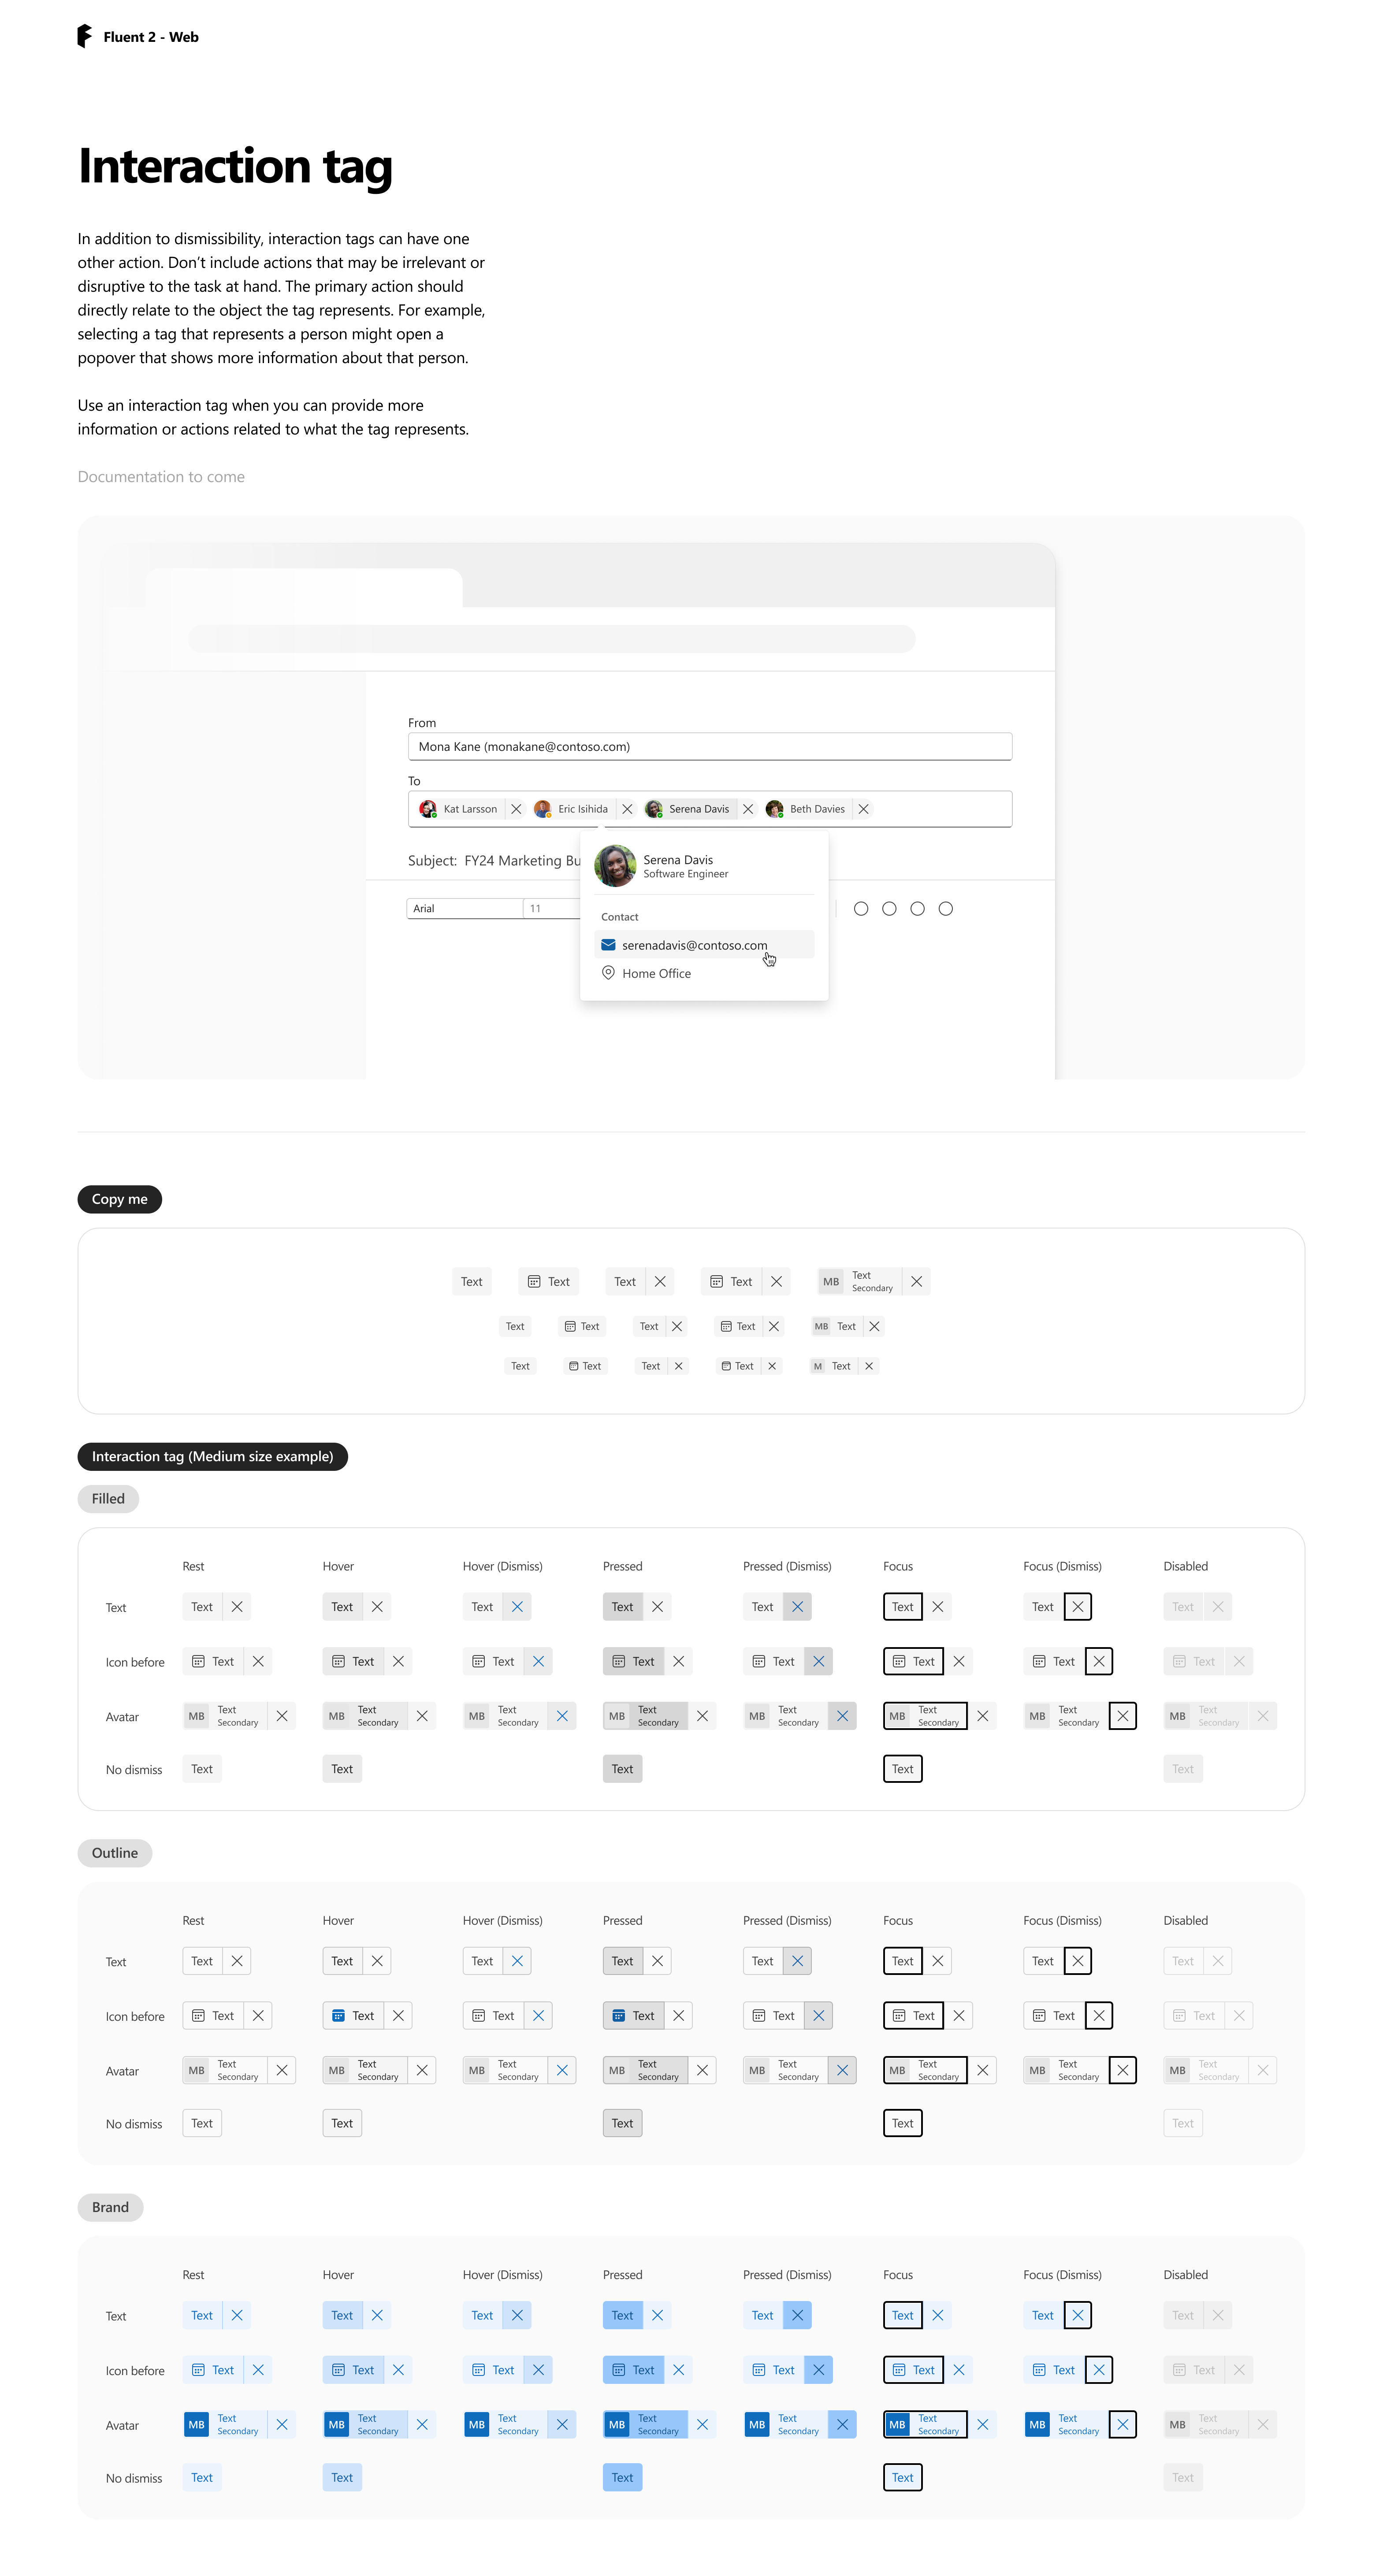 Fluent 2 - Web
Interaction tag
In addition to dismissibility, interaction tags can have one
other action. Don’t include actions that may be irrelevant or
disruptive to the task at hand. The primary action should
directly relate to the object the tag represents. For example,
selecting a tag that represents a person might open a
popover that shows more information about that person.
Use an interaction tag when you can provide more
information or actions related to what the tag represents.
Documentation to come
From
Mona Kane (monakane@contoso.com)
To
Kat Larsson Eric Isihida Serena Davis Beth Davies
Subject: FY24 Marketing Bu
Serena Davis
Software Engineer
Arial 11
Contact
serenadavis@contoso.com
Home Office
Copy me
Text Text Text Text MB Text Secondary
Text Text Text Text MB Text
Text Text Text Text M Text
Interaction tag (Medium size example)
Filled
Rest Hover Hover (Dismiss) Pressed Pressed (Dismiss) Focus Focus (Dismiss) Disabled
Text Text Text Text Text Text Text Text Text
Icon before Text Text Text Text Text Text Text Text
Avatar MB Text Secondary MB Text Secondary MB Text Secondary MB Text Secondary MB Text Secondary MB Text Secondary MB Text Secondary MB Text Secondary
No dismiss Text Text Text Text Text
Outline
Rest Hover Hover (Dismiss) Pressed Pressed (Dismiss) Focus Focus (Dismiss) Disabled
Text Text Text Text Text Text Text Text Text
Icon before Text Text Text Text Text Text Text Text
Avatar MB Text Secondary MB Text Secondary MB Text Secondary MB Text Secondary MB Text Secondary MB Text Secondary MB Text Secondary MB Text Secondary
No dismiss Text Text Text Text Text
Brand
Rest Hover Hover (Dismiss) Pressed Pressed (Dismiss) Focus Focus (Dismiss) Disabled
Text Text Text Text Text Text Text Text Text
Icon before Text Text Text Text Text Text Text Text
Avatar MB Text Secondary MB Text Secondary MB Text Secondary MB Text Secondary MB Text Secondary MB Text Secondary MB Text Secondary MB Text Secondary
No dismiss Text Text Text Text Text